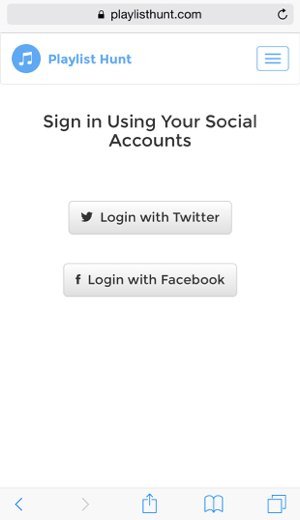 playlisthunt.com
Playlist Hunt
Sign in Using Your Social
Accounts
Login with Twitter
f Login with Facebook